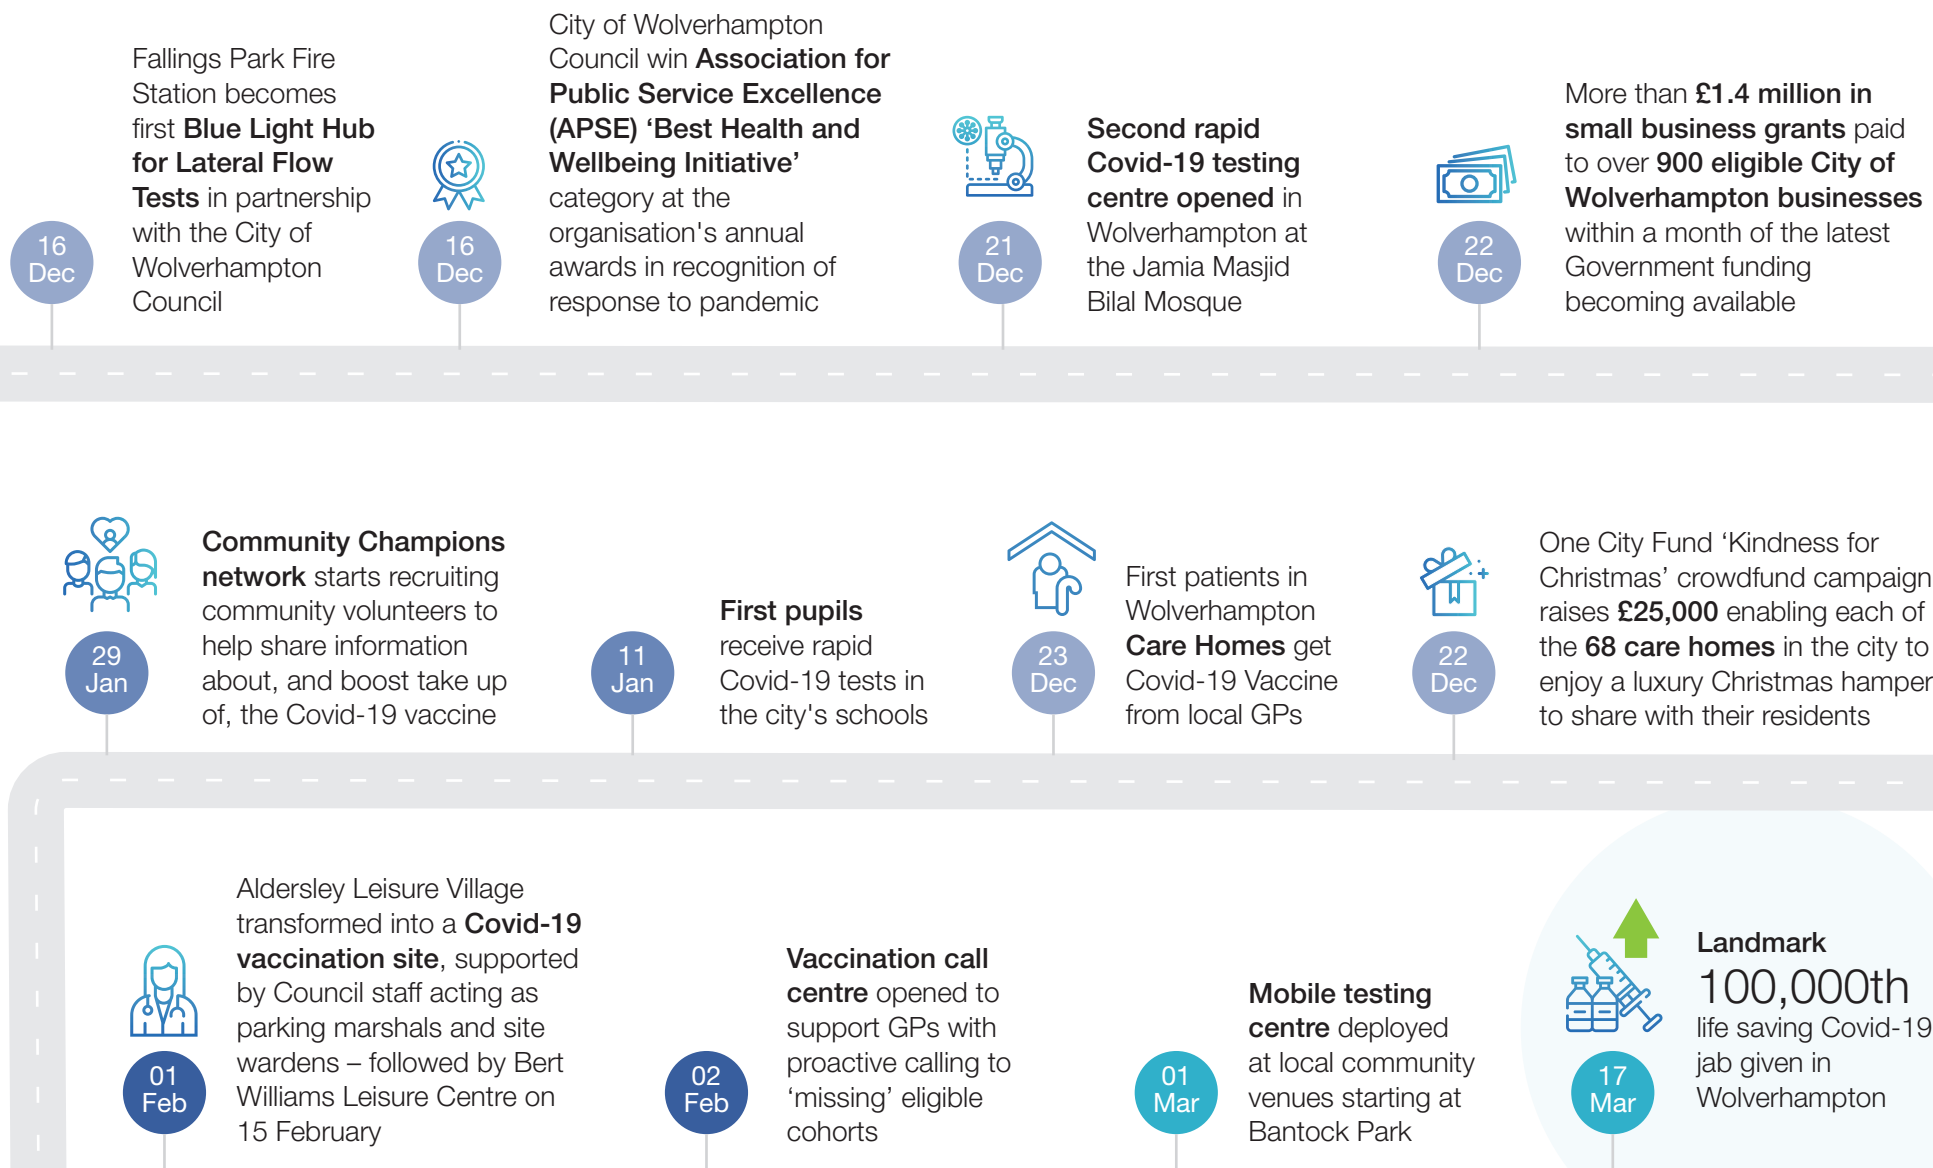 16
Dec
Fallings Park Fire
Station becomes
first Blue Light Hub
for Lateral Flow
Tests in partnership
with the City of
Wolverhampton
Council
16
Dec
City of Wolverhampton
Council win Association for
Public Service Excellence
(APSE) ‘Best Health and
Wellbeing Initiative’
category at the
organisation's annual
awards in recognition of
response to pandemic
21
Dec
Second rapid
Covid-19 testing
centre opened in
Wolverhampton at
the Jamia Masjid
Bilal Mosque
22
Dec
More than £1.4 million in
small business grants paid
to over 900 eligible City of
Wolverhampton businesses
within a month of the latest
Government funding
becoming available
29
Jan
Community Champions
network starts recruiting
community volunteers to
help share information
about, and boost take up
of, the Covid-19 vaccine
11
Jan
First pupils
receive rapid
Covid-19 tests in
the city's schools
23
Dec
First patients in
Wolverhampton
Care Homes get
Covid-19 Vaccine
from local GPs
22
Dec
One City Fund ‘Kindness for
Christmas’ crowdfund campaign
raises £25,000 enabling each of
the 68 care homes in the city to
enjoy a luxury Christmas hamper
to share with their residents
01
Feb
Aldersley Leisure Village
transformed into a Covid-19
vaccination site, supported
by Council staff acting as
parking marshals and site
wardens – followed by Bert
Williams Leisure Centre on
15 February
02
Feb
Vaccination call
centre opened to
support GPs with
proactive calling to
‘missing’ eligible
cohorts
01
Mar
Mobile testing
centre deployed
at local community
venues starting at
Bantock Park
17
Mar
Landmark
100,000th
life saving Covid-19
jab given in
Wolverhampton